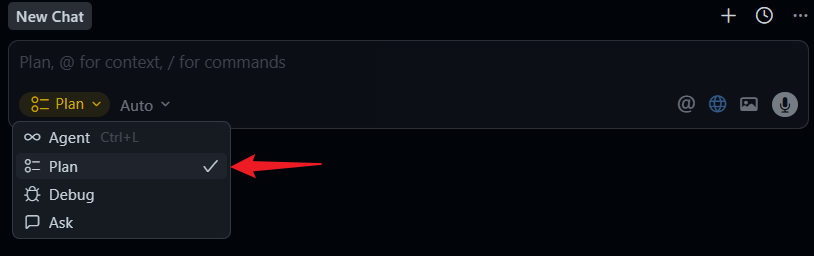 New Chat
Plan, @ for context, / for commands
Plan Auto
@
Agent Ctrl+L
Plan
Debug
Ask